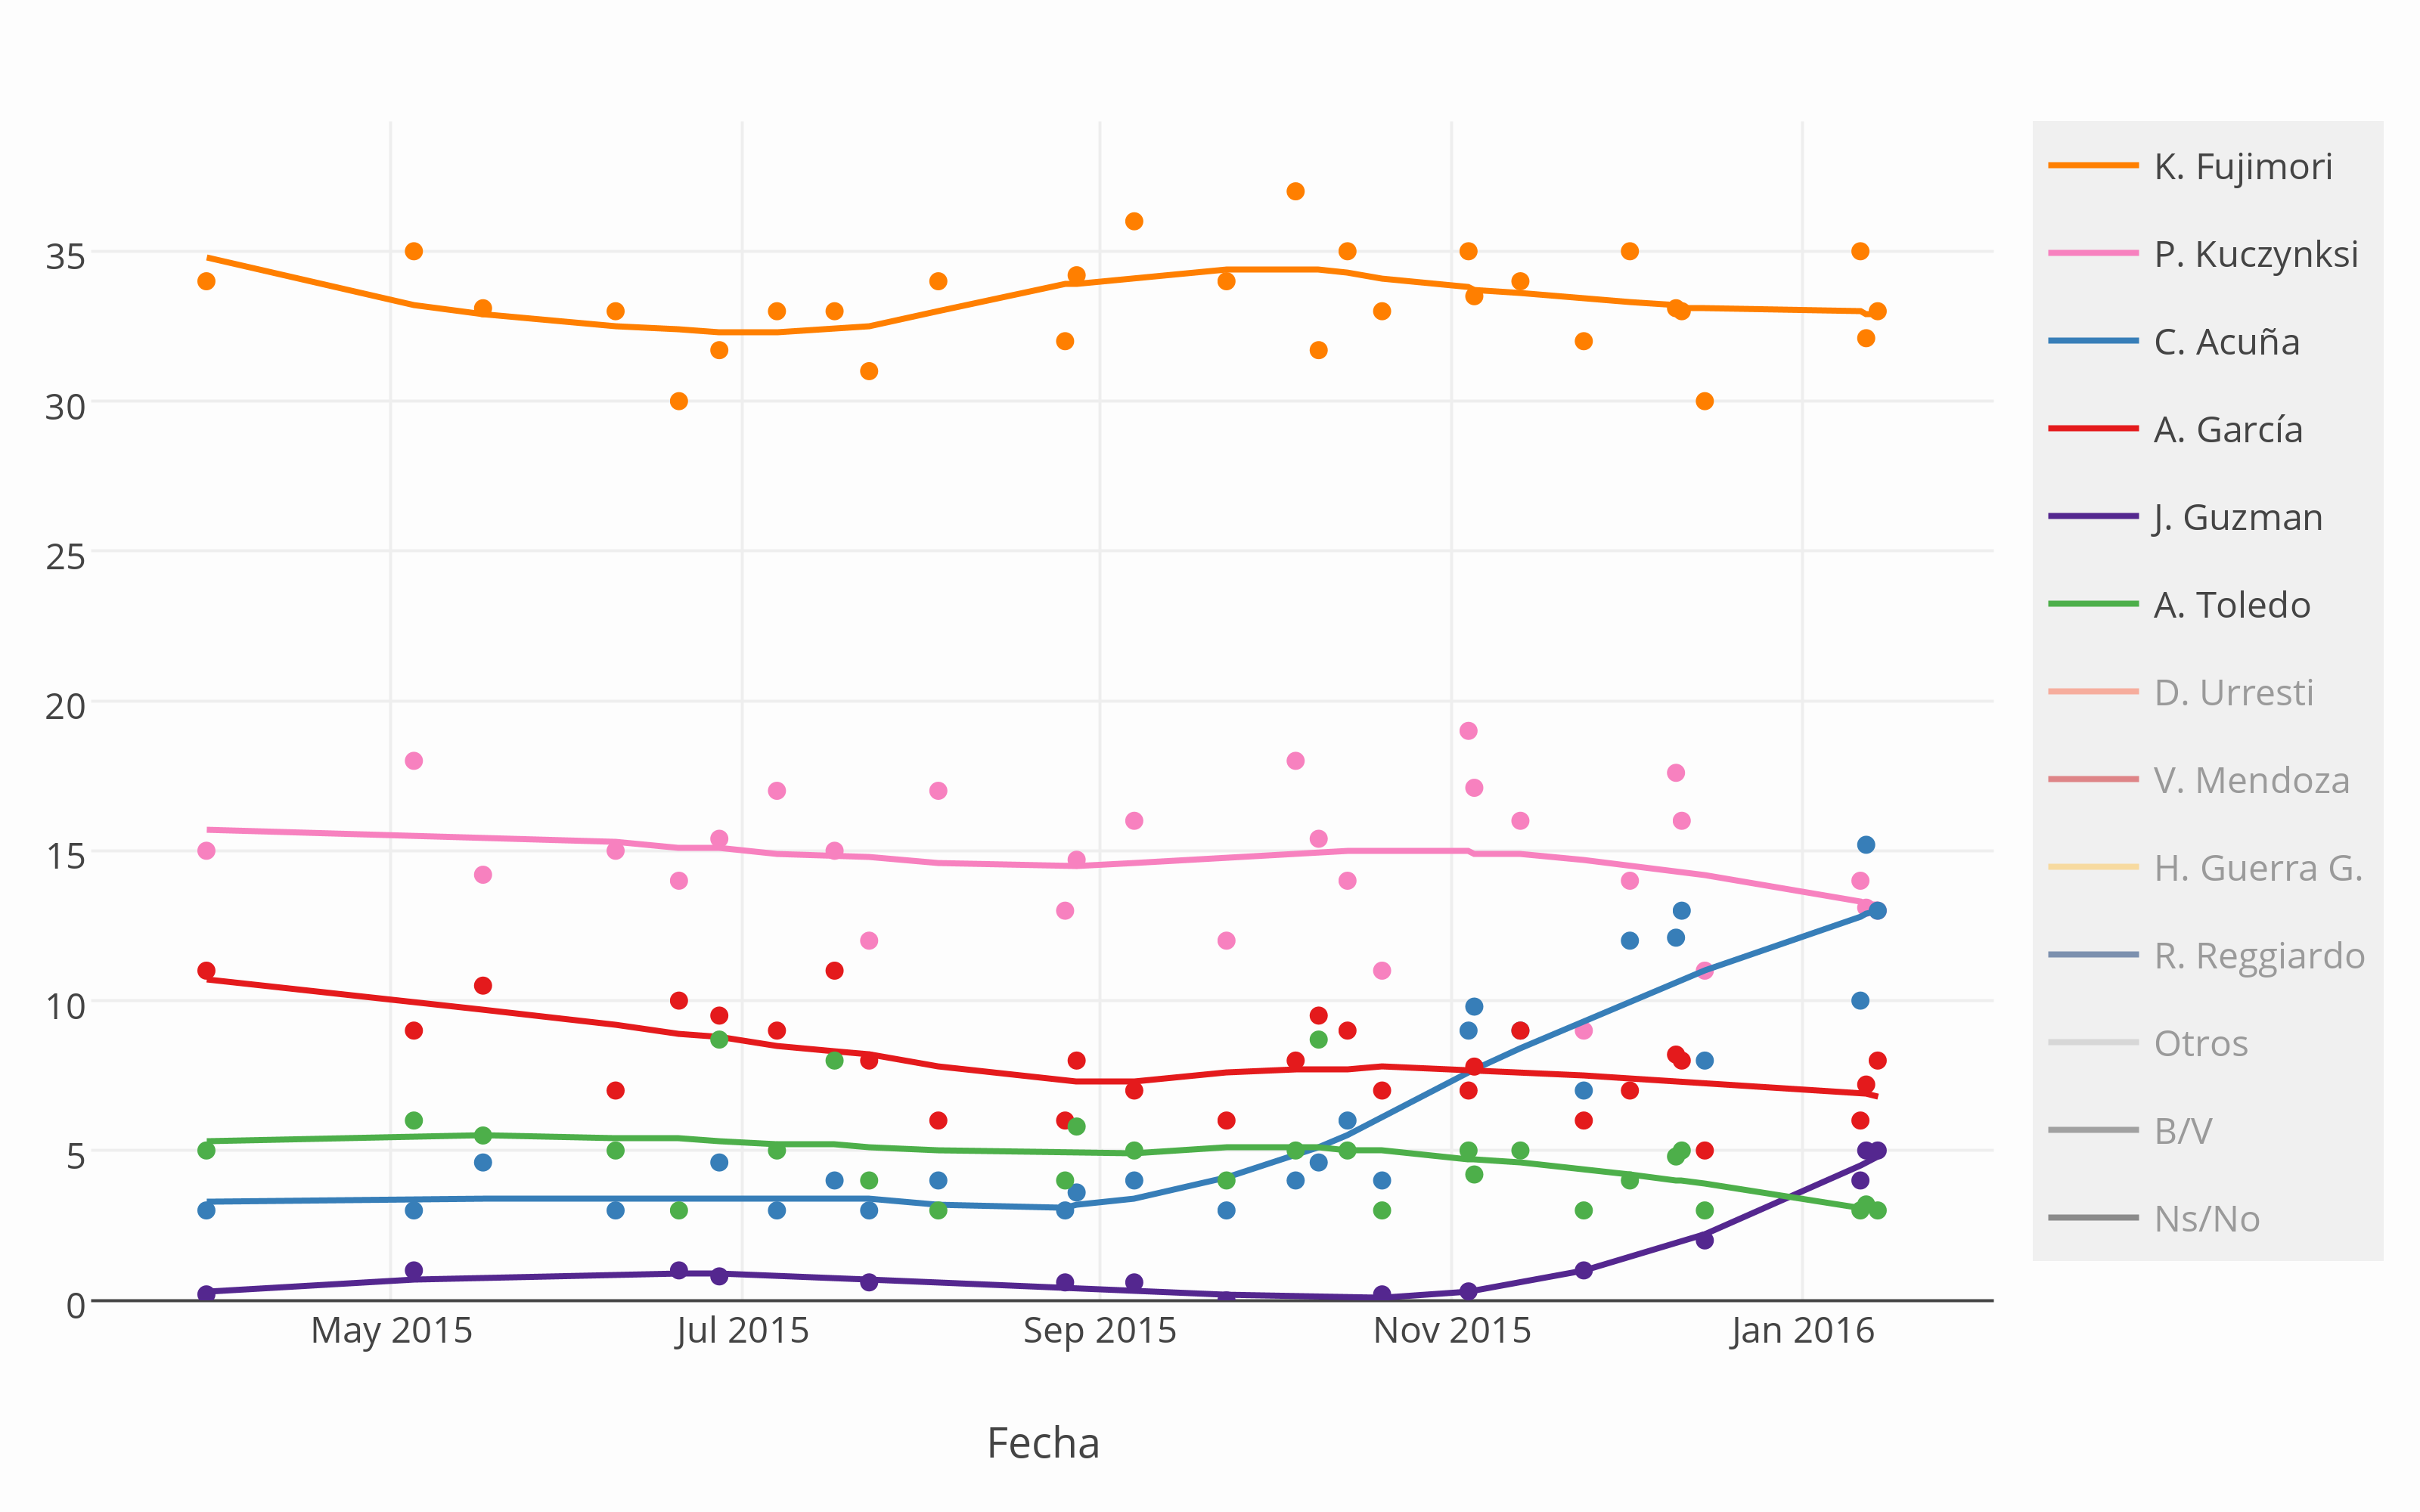 35
30
25
20
15
10
5
0
May 2015
Jul 2015
Sep 2015
Nov 2015
Jan 2016
Fecha
K. Fujimori
P. Kuczynksi
C. Acuña
A. García
J. Guzman
A. Toledo
D. Urresti
V. Mendoza
H. Guerra G.
R. Reggiardo
Otros
B/V
Ns/No